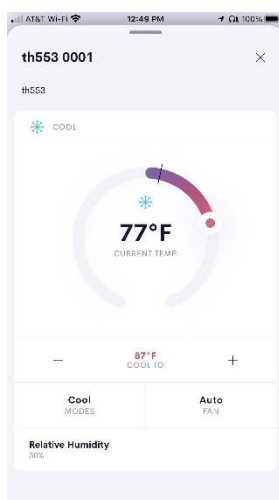 AT&T Wi-Fi 12:49 PM 100%
th553 0001
th553
COOL
77°F
CURRENT TEMP.
87°F
COOL TO
Cool Auto
MODES FAN
Relative Humidity
50%